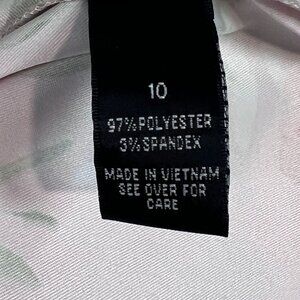 10
97% POLYESTER
3% SPANDEX
MADE IN VIETNAM
SEE OVER FOR
CARE